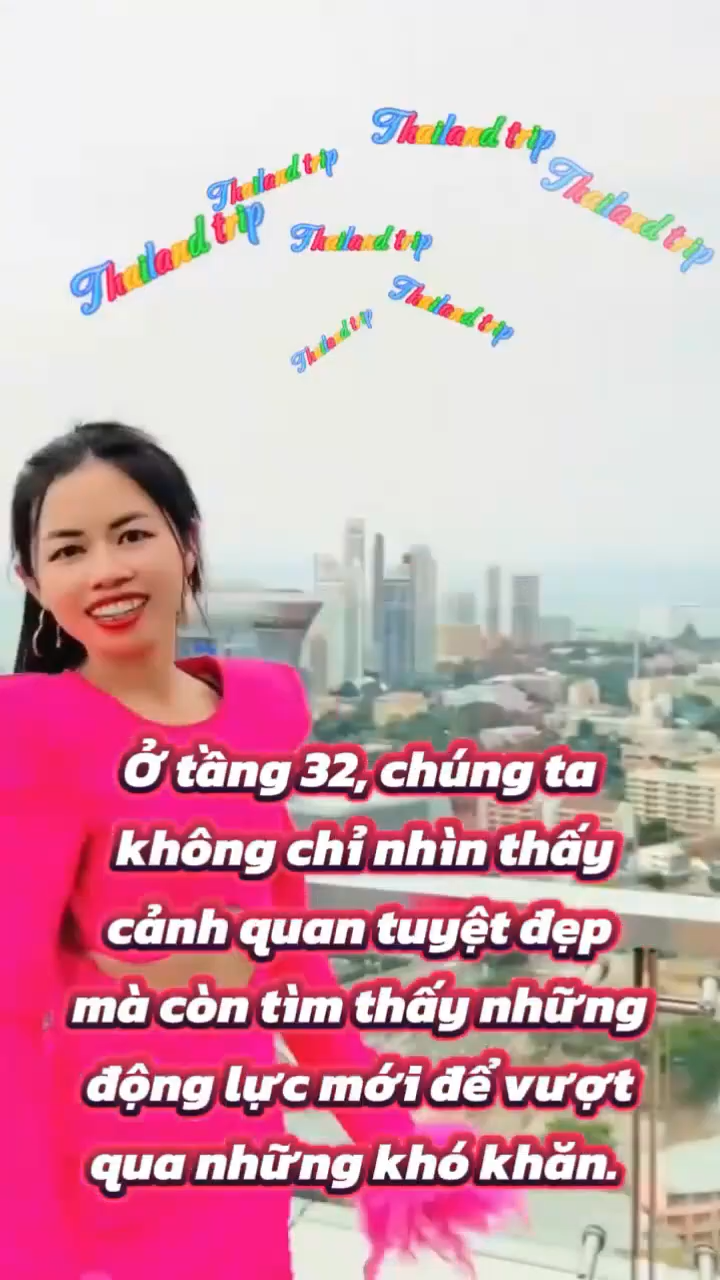 Thailand trip
Thailand trip
Thailand trip
Thailand trip
Thailand trip
Thailand trip
Thailand trip
Ở tầng 32, chúng ta
không chỉ nhìn thấy
cảnh quan tuyệt đẹp
mà còn tìm thấy những
động lực mới để vượt
qua những khó khăn.